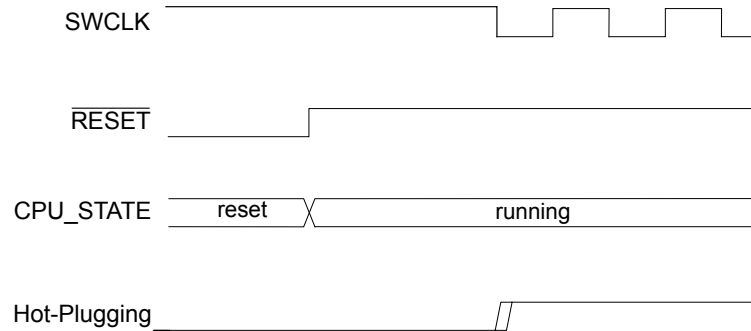 SWCLK
RESET
CPU_STATE
reset
running
Hot-Plugging